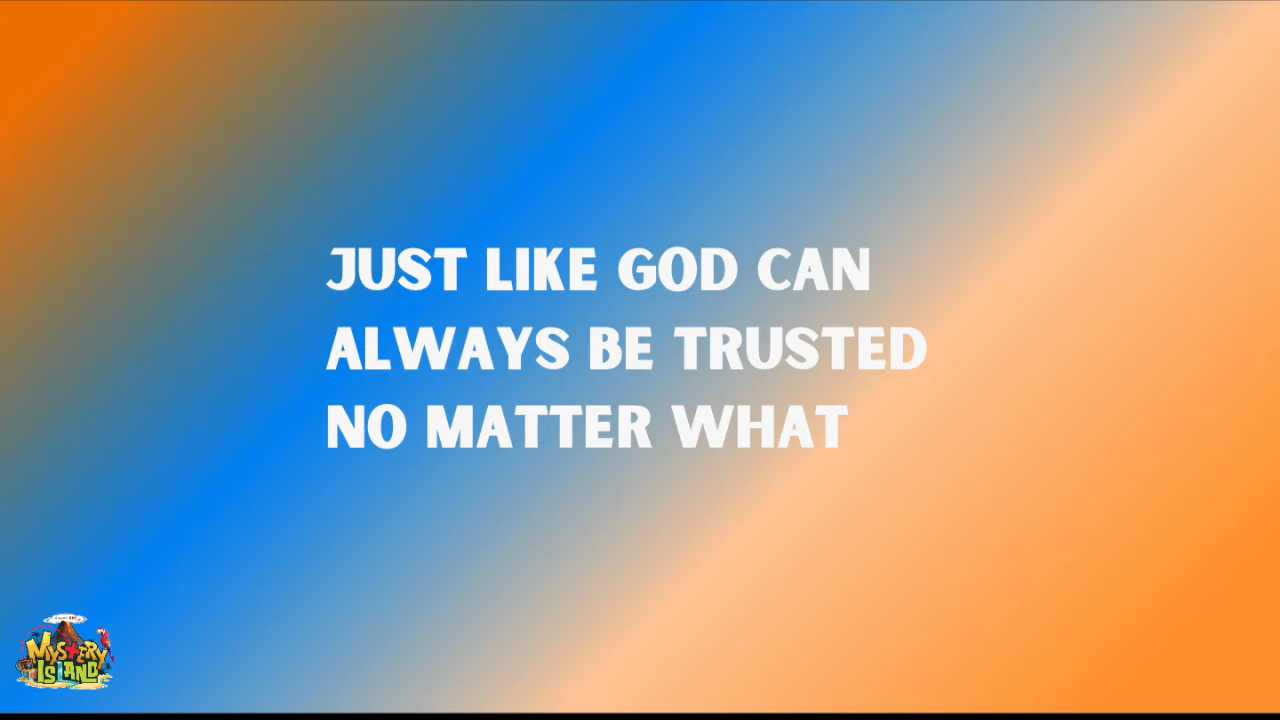 JUST LIKE GOD CAN
ALWAYS BE TRUSTED
NO MATTER WHAT
MYSTERY
ISLAND